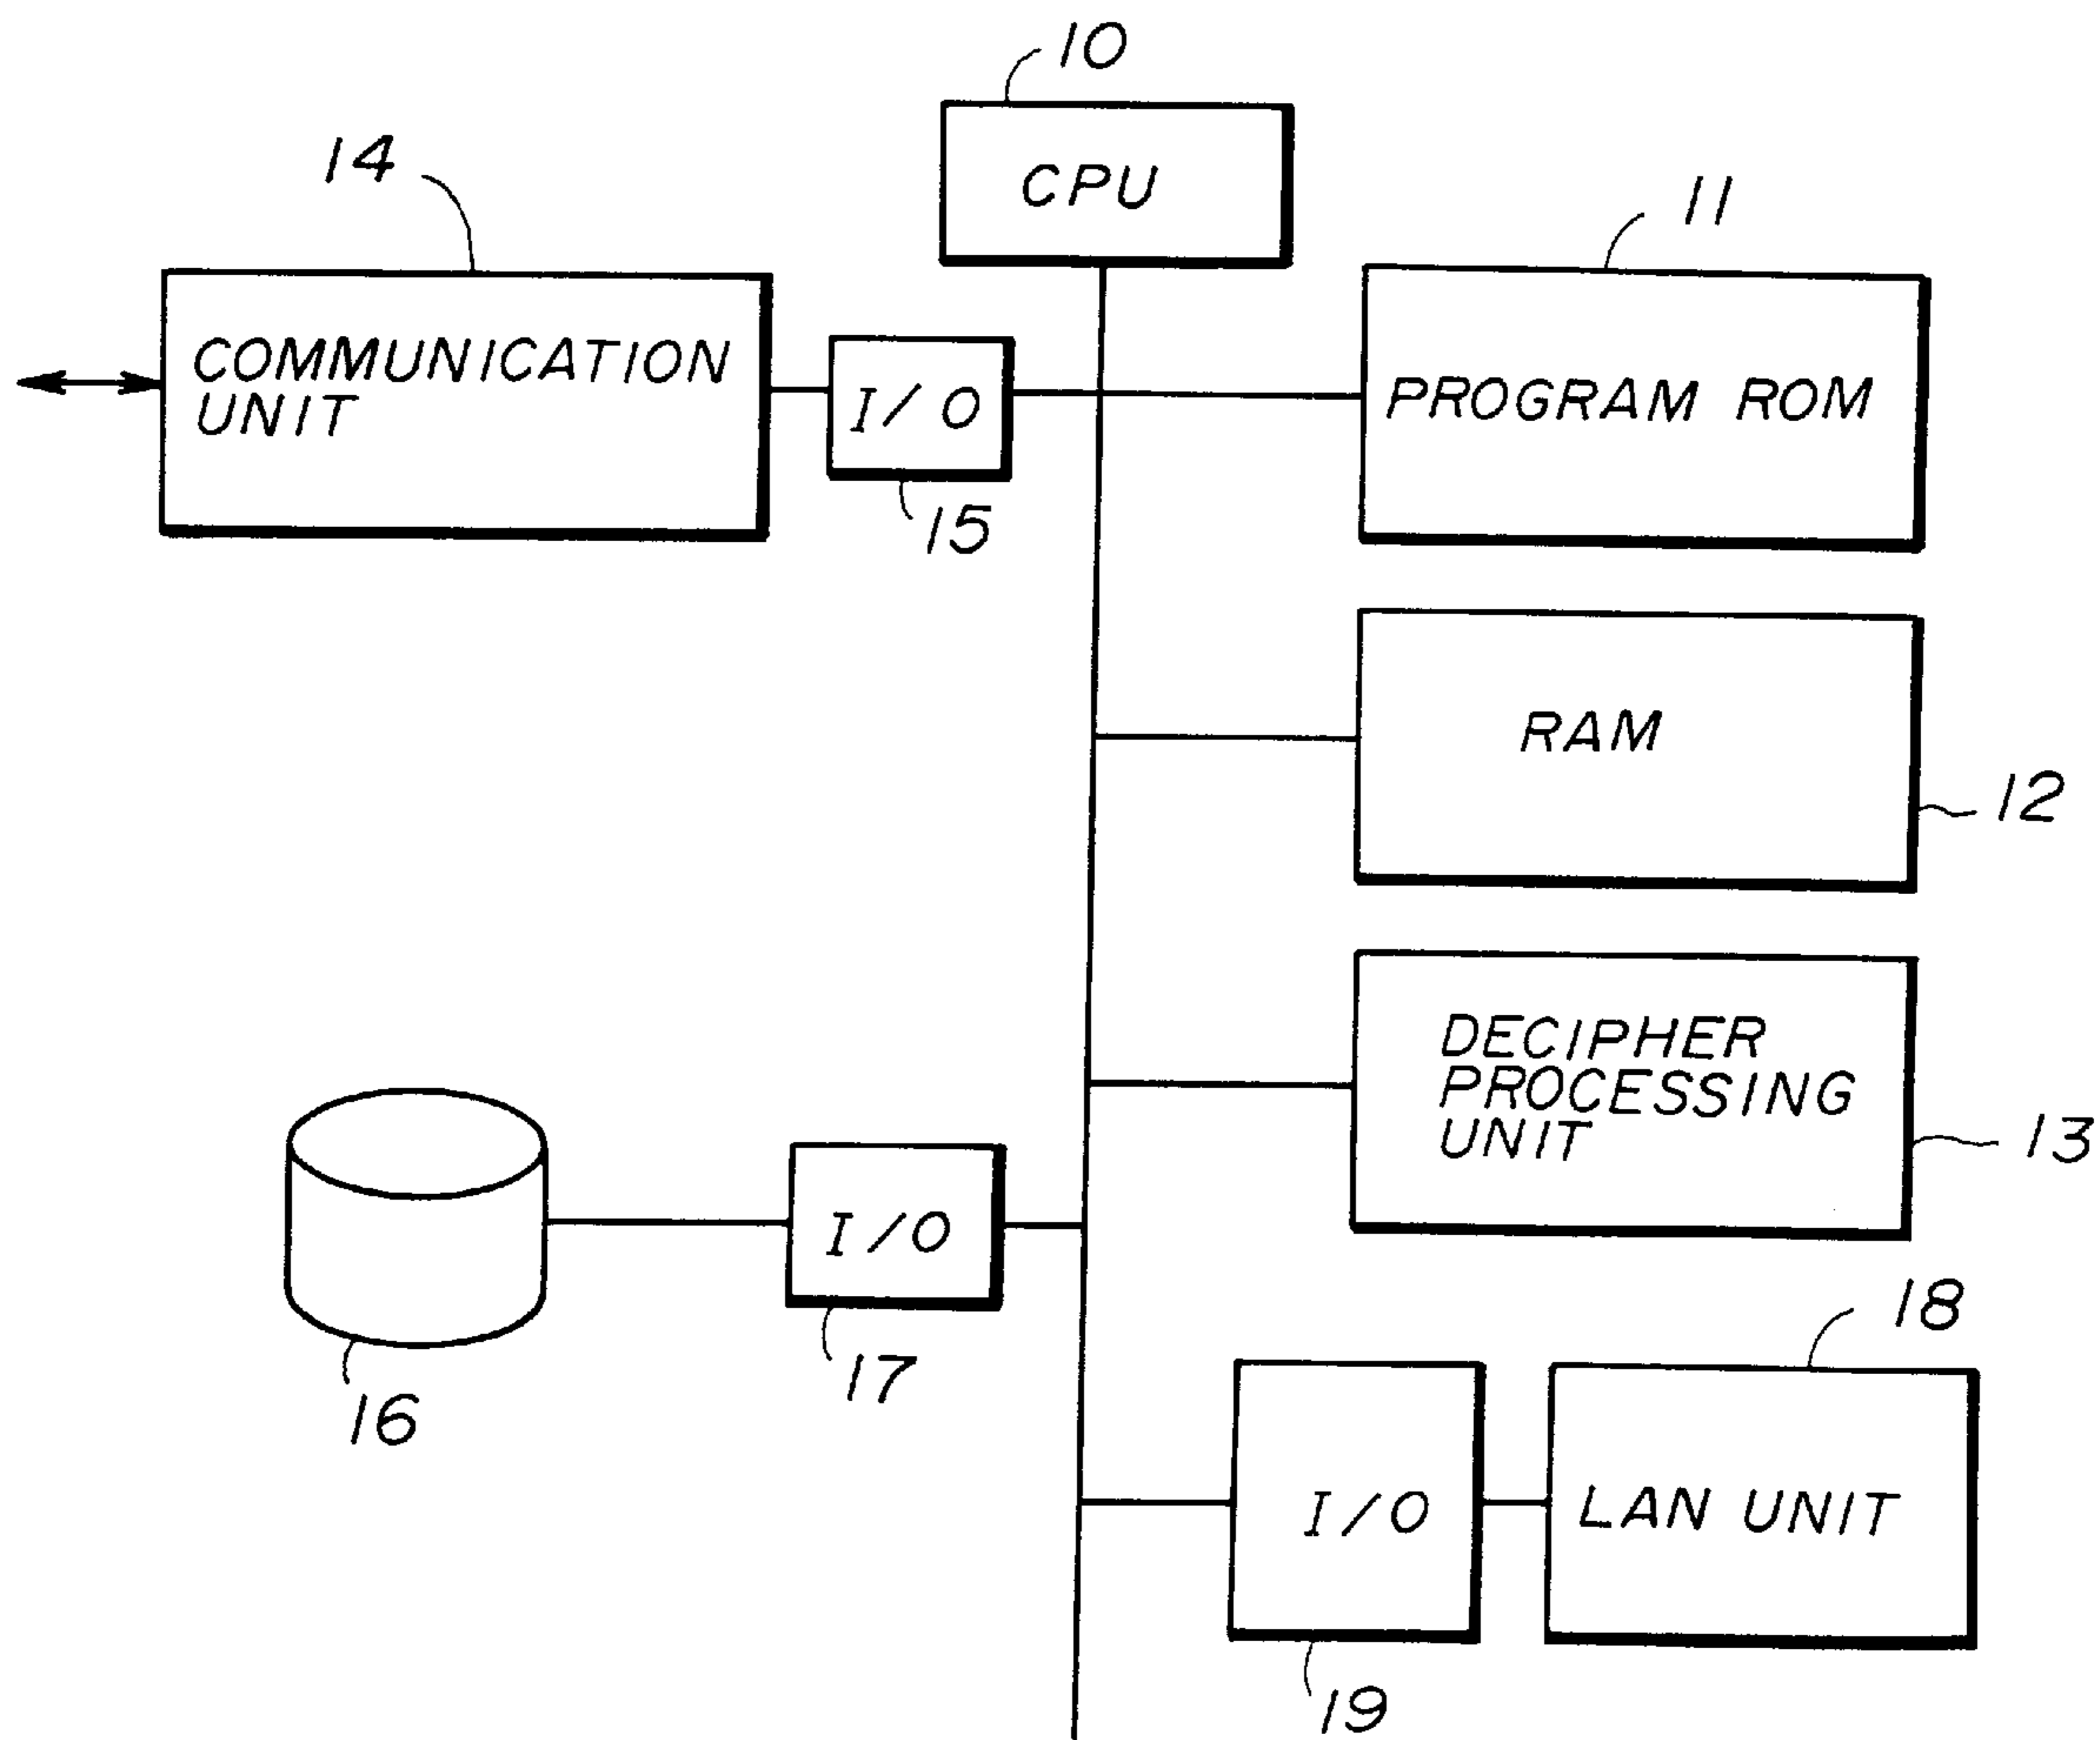 10
CPU
14
11
COMMUNICATION
UNIT
I/O
PROGRAM ROM
15
RAM
12
DECIPHER
PROCESSING
UNIT
13
I/O
17
16
18
I/O
LAN UNIT
19